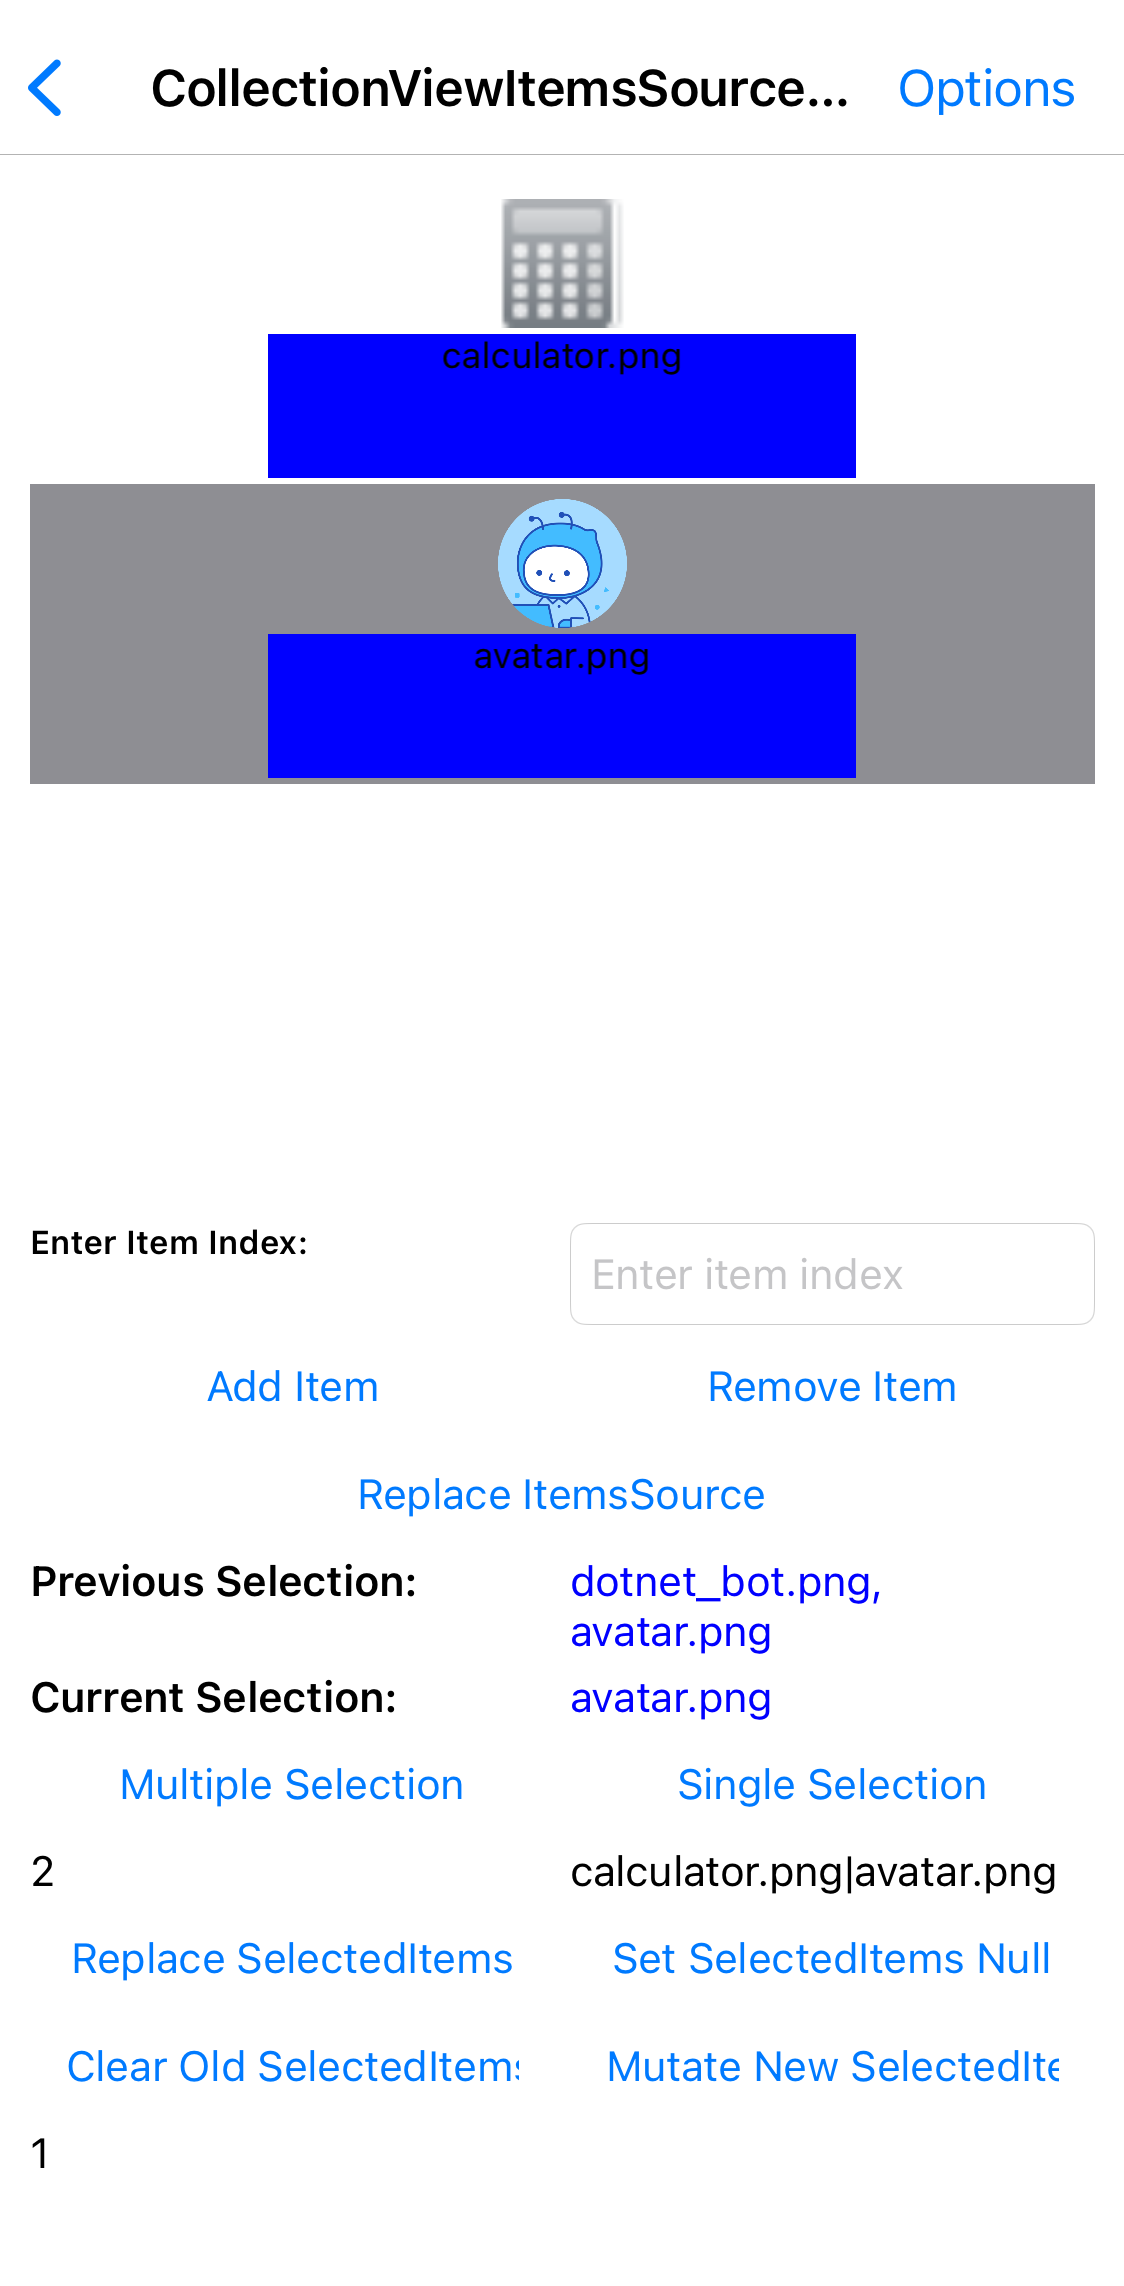 CollectionViewItemsSource...
Options
calculator.png
avatar.png
Enter Item Index:
Enter item index
Add Item
Remove Item
Replace ItemsSource
Previous Selection:
dotnet_bot.png,
avatar.png
Current Selection:
avatar.png
Multiple Selection
Single Selection
2
calculator.png|avatar.png
Replace SelectedItems
Set SelectedItems Null
Clear Old SelectedItems
Mutate New SelectedIte
1